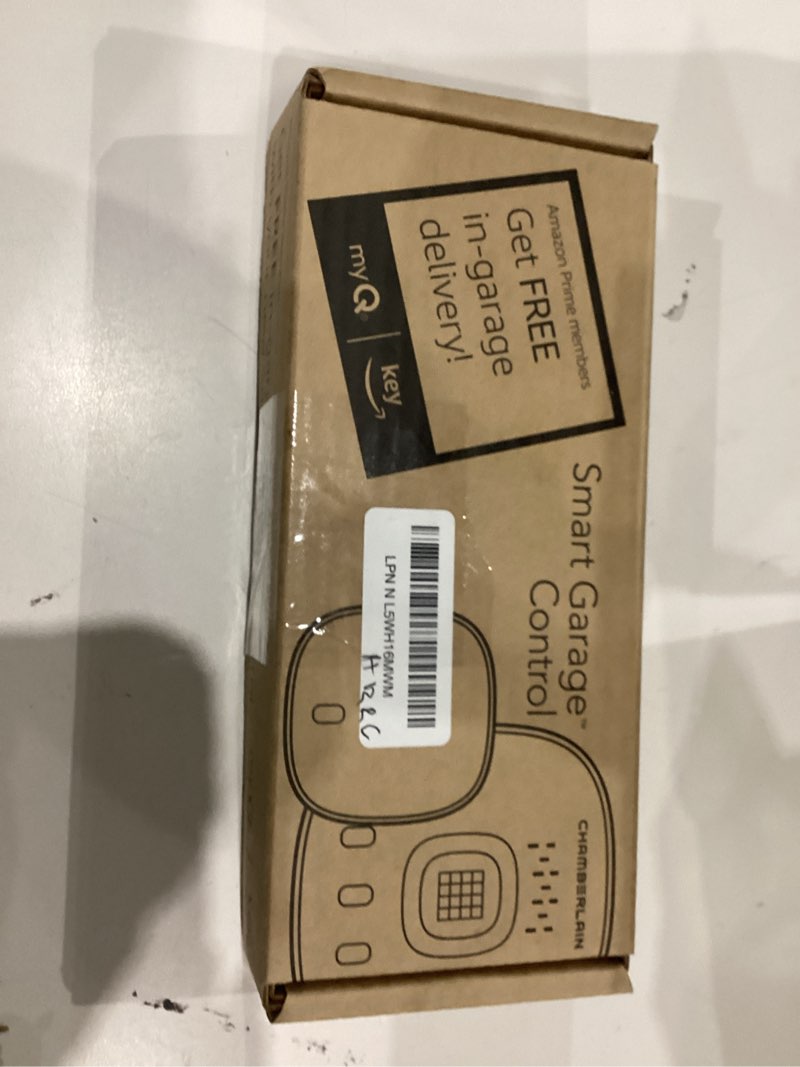 Amazon Prime members
Get FREE
in-garage
delivery!
myQ | key
Smart Garage™
Control
LPN N L5WH16MWM
CHAMBERLAIN